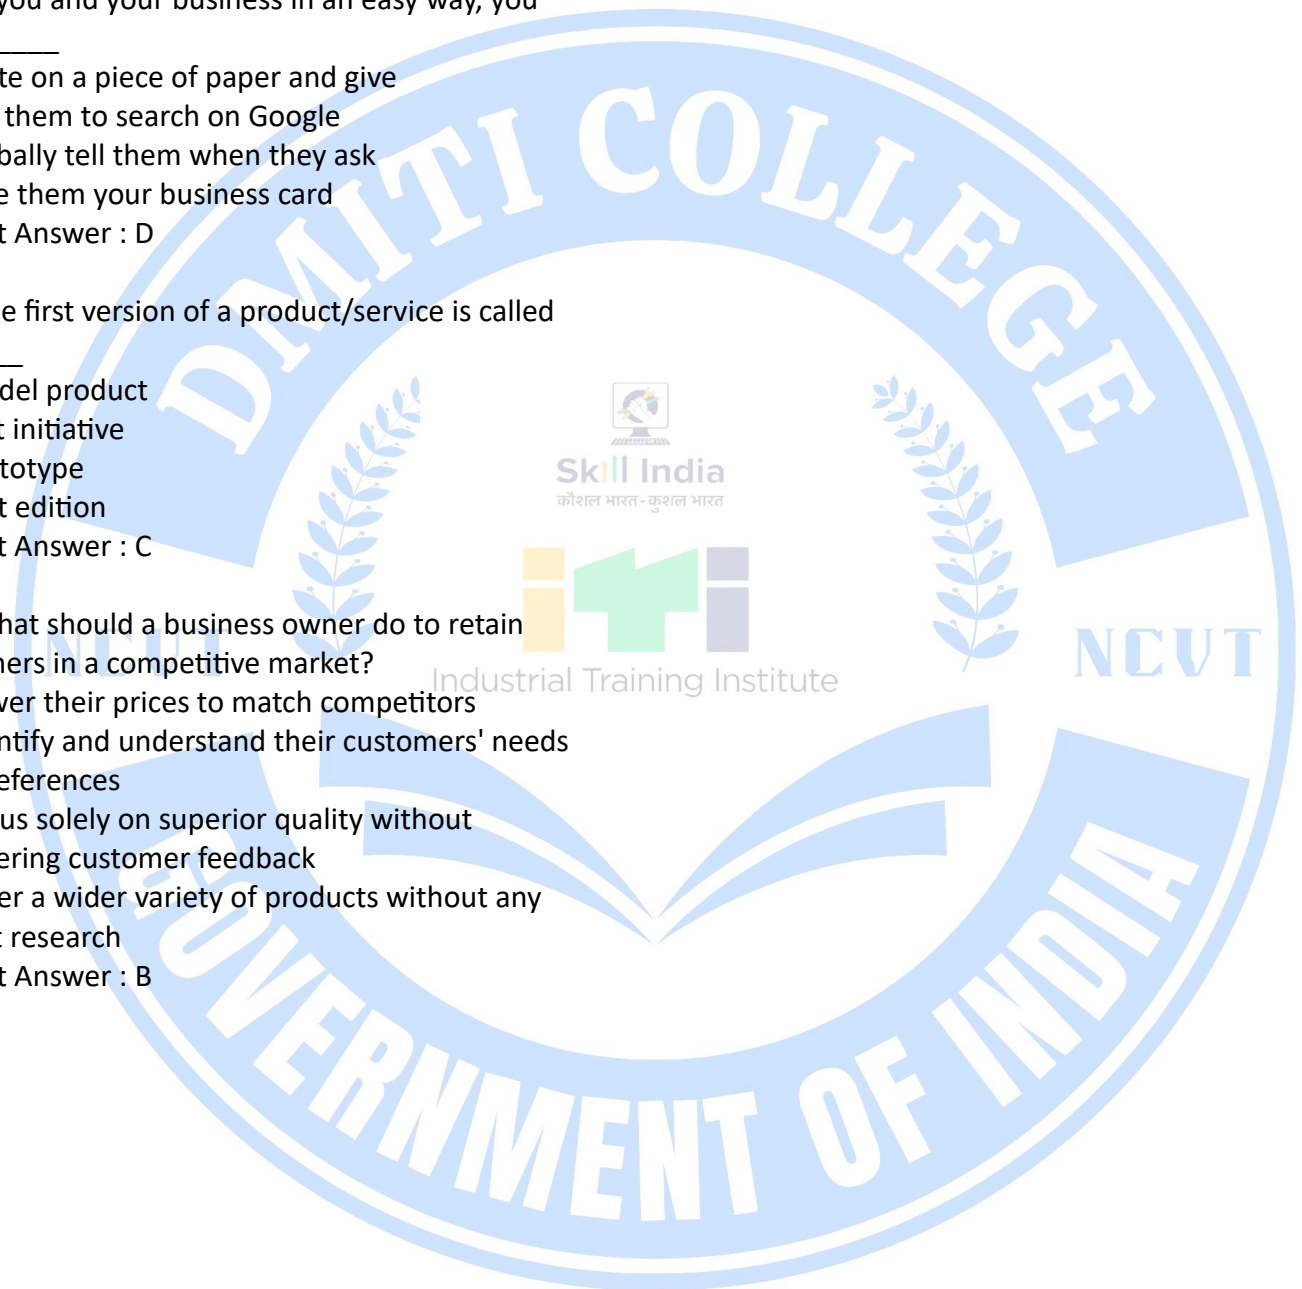 you and your business in an easy way, you
____
te on a piece of paper and give
them to search on Google
bally tell them when they ask
e them your business card
t Answer : D
e first version of a product/service is called
__
del product
t initiative
totype
t edition
t Answer : C
hat should a business owner do to retain
ners in a competitive market?
ver their prices to match competitors
ntify and understand their customers' needs
eferences
us solely on superior quality without
ering customer feedback
er a wider variety of products without any
t research
t Answer : B
DMITI COLLEGE
Skill India
कौशल भारत - कुशल भारत
iTi
Industrial Training Institute
NCVT
NCVT
GOVERNMENT OF INDIA